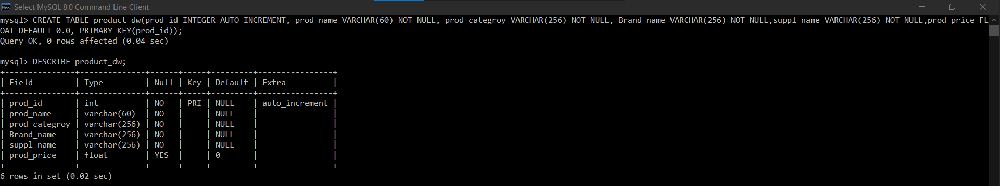 Select MySQL 8.0 Command Line Client
mysql> CREATE TABLE product_dw(prod_id INTEGER AUTO_INCREMENT, prod_name VARCHAR(60) NOT NULL, prod_categroy VARCHAR(256) NOT NULL, Brand_name VARCHAR(256) NOT NULL,suppl_name VARCHAR(256) NOT NULL,prod_price FL
OAT DEFAULT 0.0, PRIMARY KEY(prod_id));
Query OK, 0 rows affected (0.04 sec)
mysql> DESCRIBE product_dw;
+---------------+--------------+------+-----+---------+----------------+
| Field         | Type         | Null | Key | Default | Extra          |
+---------------+--------------+------+-----+---------+----------------+
| prod_id       | int          | NO   | PRI | NULL    | auto_increment |
| prod_name     | varchar(60)  | NO   |     | NULL    |                |
| prod_categroy | varchar(256) | NO   |     | NULL    |                |
| Brand_name    | varchar(256) | NO   |     | NULL    |                |
| suppl_name    | varchar(256) | NO   |     | NULL    |                |
| prod_price    | float        | YES  |     | 0       |                |
+---------------+--------------+------+-----+---------+----------------+
6 rows in set (0.02 sec)